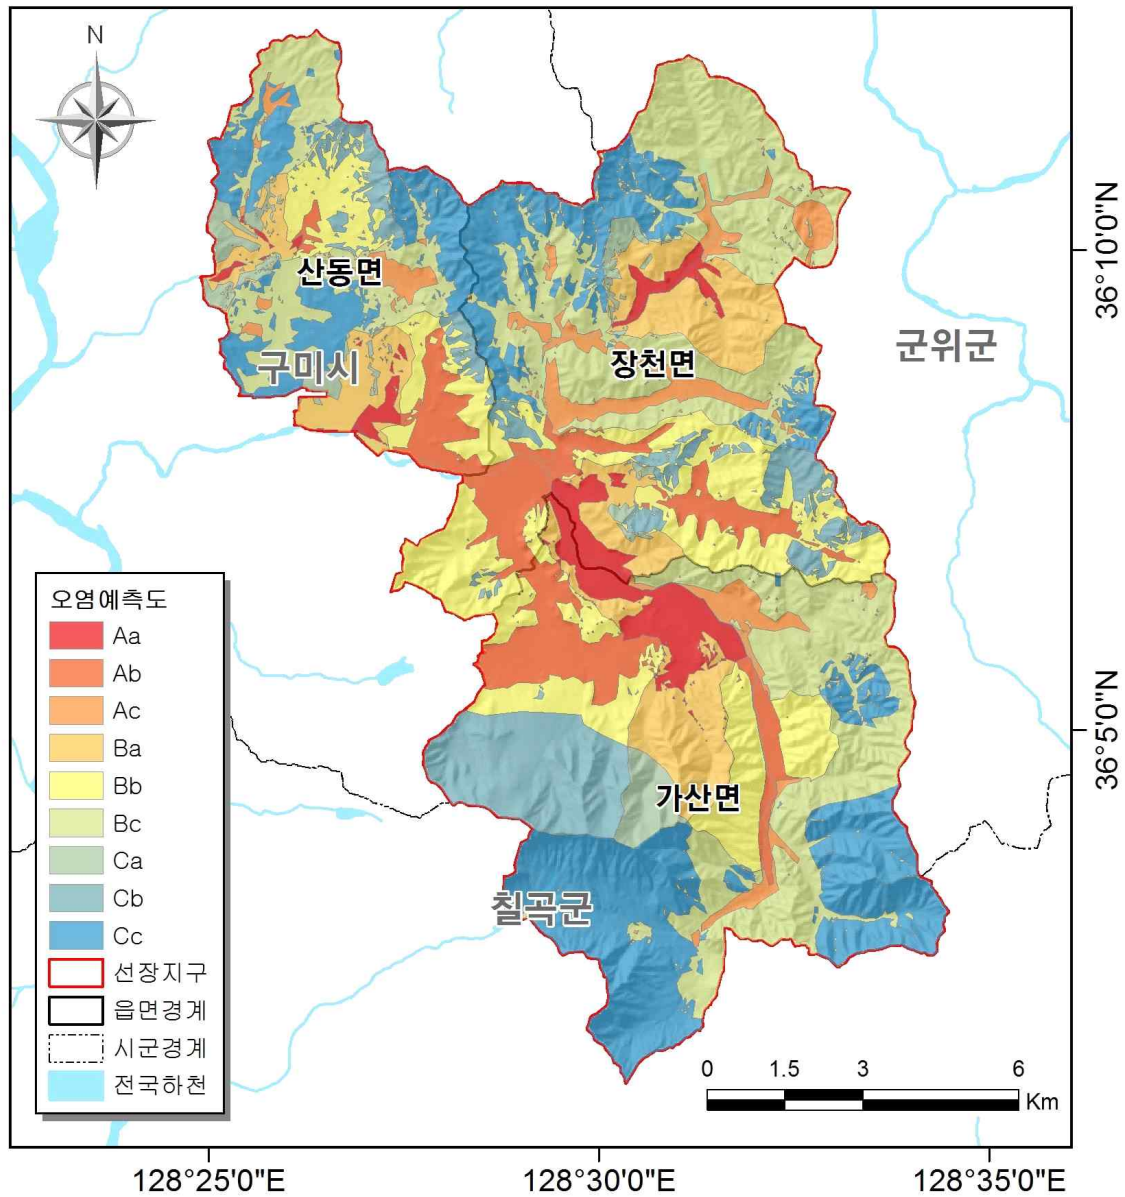 N
36°10'0"N
산동면
구미시
장천면
군위군
오염예측도
Aa
Ab
Ac
Ba
Bb
Bc
Ca
Cb
Cc
선장지구
읍면경계
시군경계
전국하천
36°5'0"N
가산면
칠곡군
0 1.5 3 6
Km
128°25'0"E 128°30'0"E 128°35'0"E